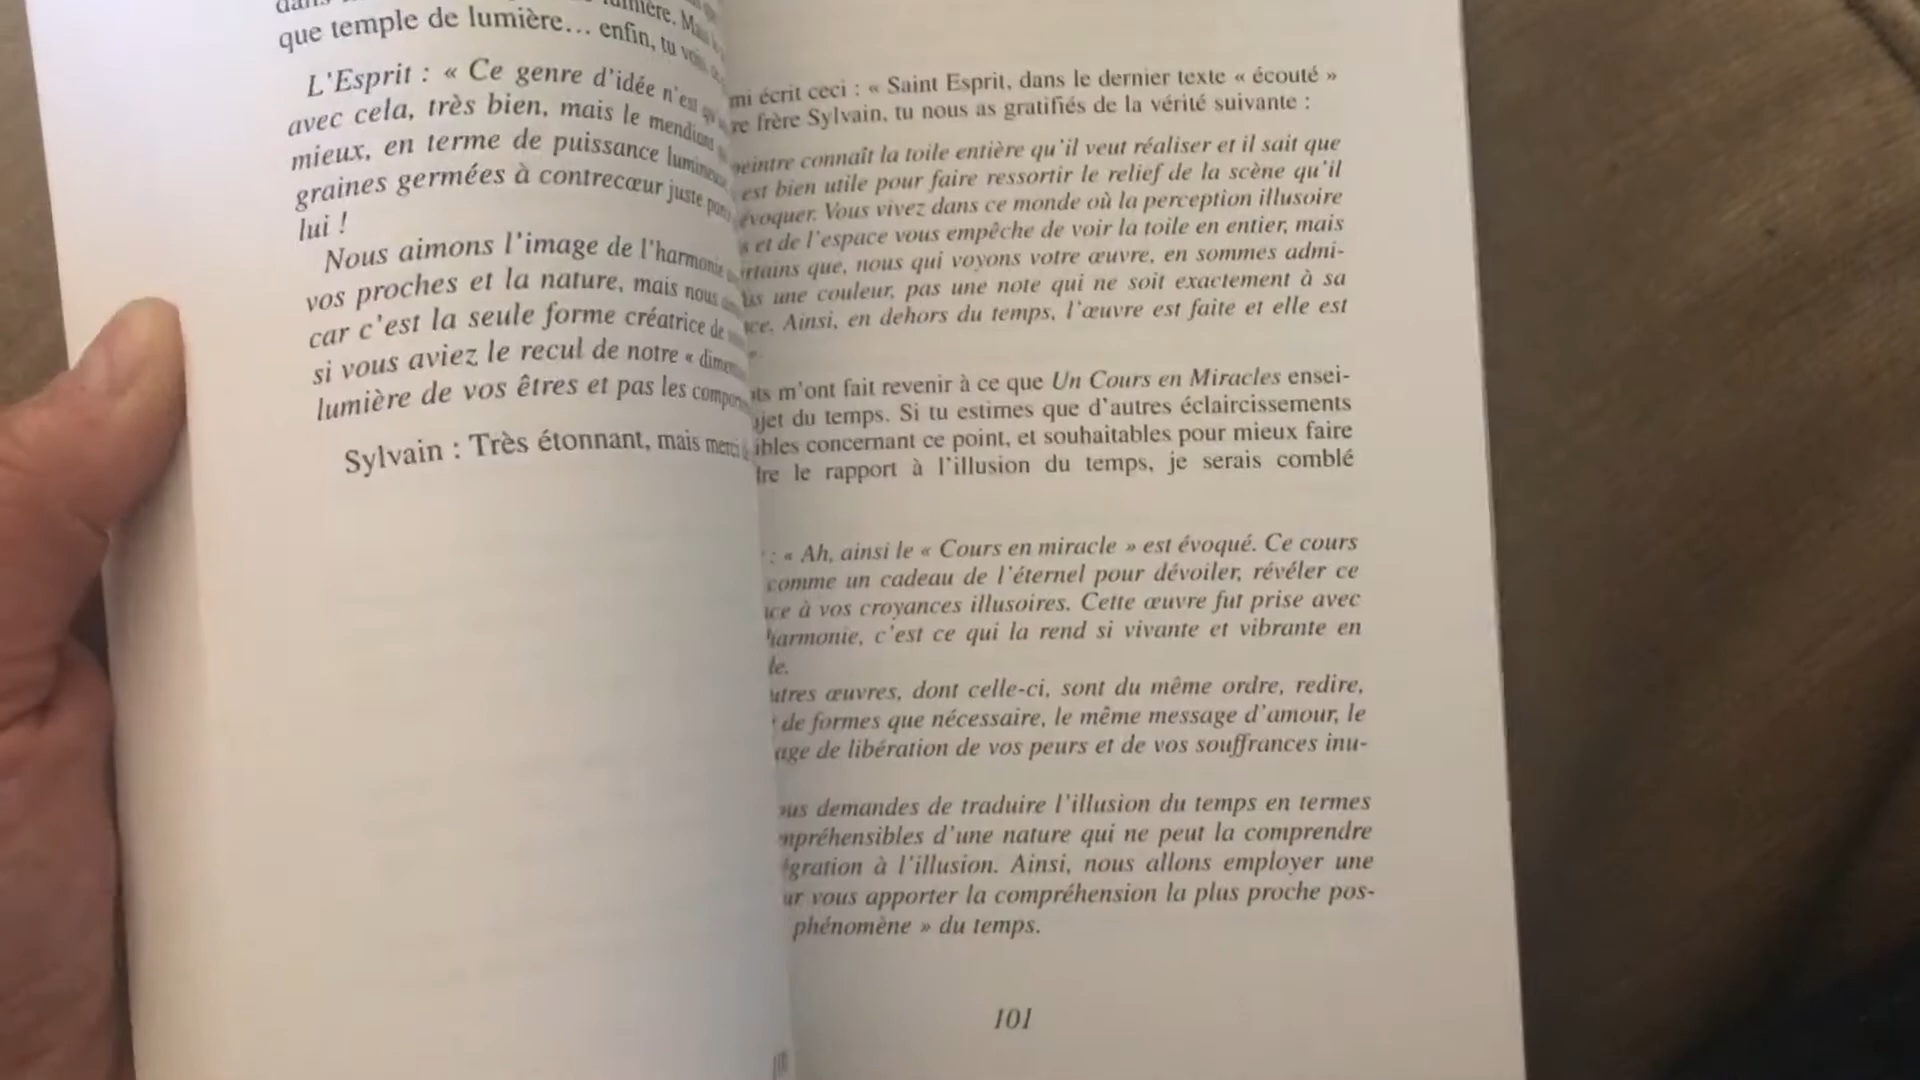 que temple de lumière… enfin, tu
L'Esprit : « Ce genre d'idée n'est
avec cela, très bien, mais le mendiant
mieux, en terme de puissance lumineuse
graines germées à contrecœur juste
lui !
Nous aimons l'image de l'harmonie
vos proches et la nature, mais nous
car c'est la seule forme créatrice de
si vous aviez le recul de notre «
lumière de vos êtres et pas les
Sylvain : Très étonnant, mais merci
mi écrit ceci : « Saint Esprit, dans le dernier texte « écouté »
re frère Sylvain, tu nous as gratifiés de la vérité suivante :
peintre connaît la toile entière qu'il veut réaliser et il sait que
est bien utile pour faire ressortir le relief de la scène qu'il
évoquer. Vous vivez dans ce monde où la perception illusoire
s et de l'espace vous empêche de voir la toile en entier, mais
rtains que, nous qui voyons votre œuvre, en sommes admi-
as une couleur, pas une note qui ne soit exactement à sa
ce. Ainsi, en dehors du temps, l'œuvre est faite et elle est
».
ts m'ont fait revenir à ce que Un Cours en Miracles ensei-
jet du temps. Si tu estimes que d'autres éclaircissements
ibles concernant ce point, et souhaitables pour mieux faire
re le rapport à l'illusion du temps, je serais comblé
: « Ah, ainsi le « Cours en miracle » est évoqué. Ce cours
comme un cadeau de l'éternel pour dévoiler, révéler ce
ce à vos croyances illusoires. Cette œuvre fut prise avec
harmonie, c'est ce qui la rend si vivante et vibrante en
le.
utres œuvres, dont celle-ci, sont du même ordre, redire,
de formes que nécessaire, le même message d'amour, le
age de libération de vos peurs et de vos souffrances inu-
ous demandes de traduire l'illusion du temps en termes
mpréhensibles d'une nature qui ne peut la comprendre
gration à l'illusion. Ainsi, nous allons employer une
ur vous apporter la compréhension la plus proche pos-
phénomène » du temps.
101